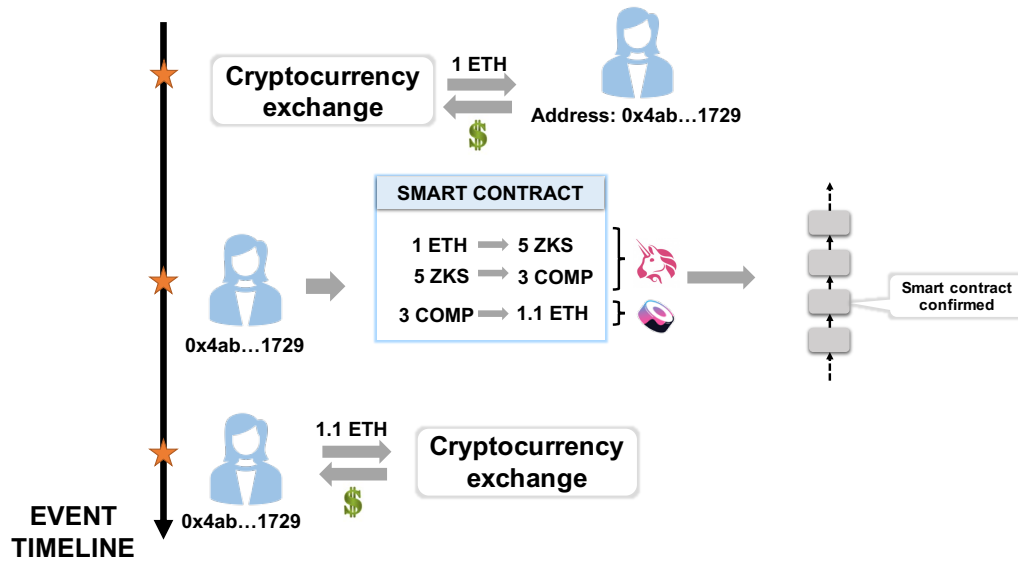 Cryptocurrency
exchange
1 ETH
$
Address: 0x4ab...1729
SMART CONTRACT
1 ETH 5 ZKS
5 ZKS 3 COMP
3 COMP 1.1 ETH
0x4ab...1729
Smart contract
confirmed
1.1 ETH
$
Cryptocurrency
exchange
0x4ab...1729
EVENT
TIMELINE